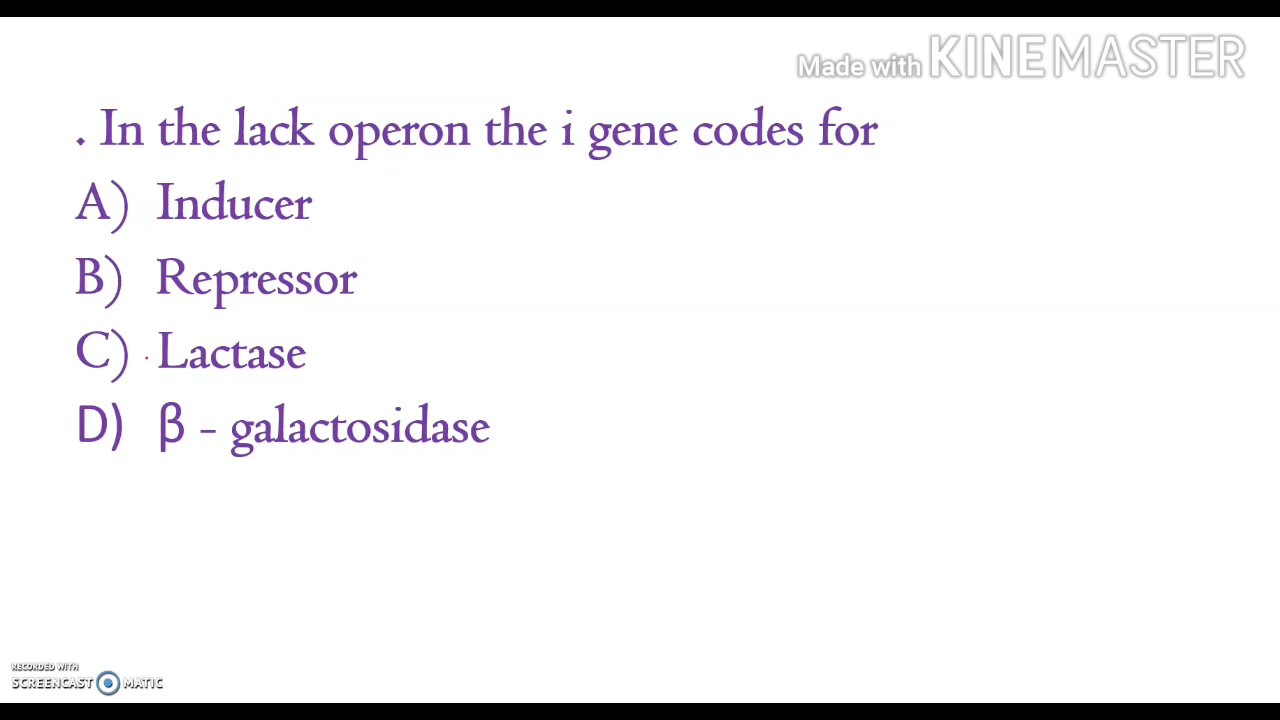 Made with KINEMASTER
. In the lack operon the i gene codes for
A) Inducer
B) Repressor
C) Lactase
D) β - galactosidase
RECORDED WITH
SCREENCAST MATIC